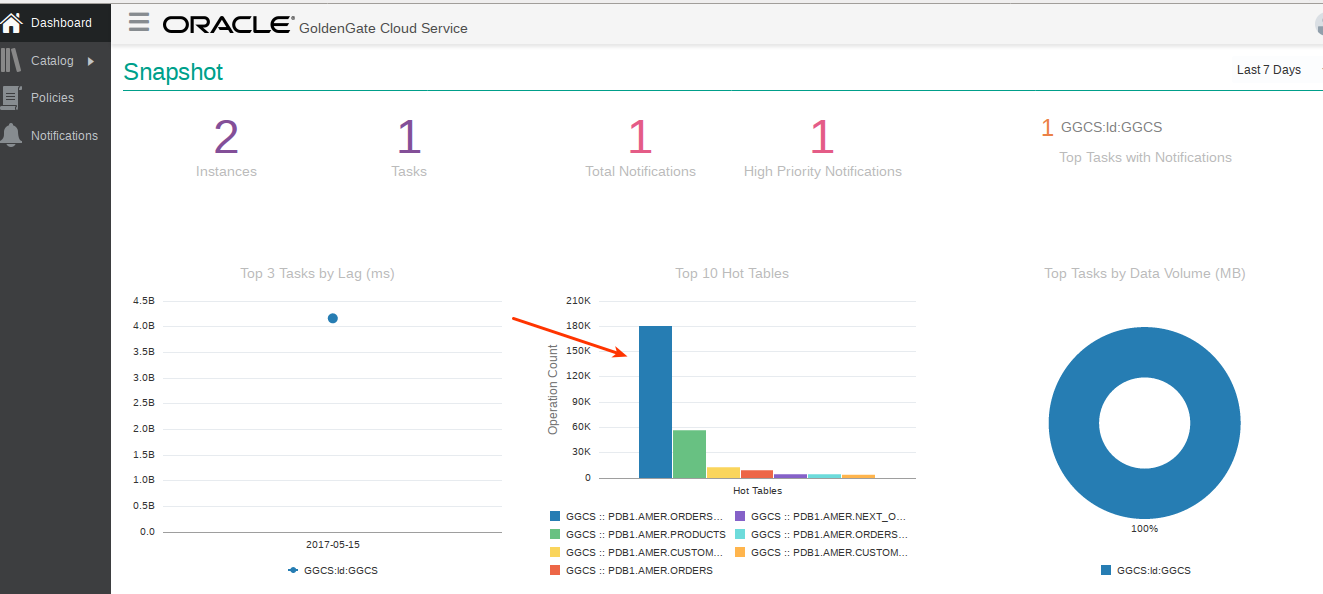 Dashboard
Catalog
Policies
Notifications
ORACLE® GoldenGate Cloud Service
Snapshot
Last 7 Days
2
Instances
1
Tasks
1
Total Notifications
1
High Priority Notifications
1 GGCS:Id:GGCS
Top Tasks with Notifications
Top 3 Tasks by Lag (ms)
4.5B
4.0B
3.5B
3.0B
2.5B
2.0B
1.5B
1.0B
0.5B
0.0
2017-05-15
GGCS:Id:GGCS
Top 10 Hot Tables
Operation Count
210K
180K
150K
120K
90K
60K
30K
0
Hot Tables
GGCS :: PDB1.AMER.ORDERS...
GGCS :: PDB1.AMER.PRODUCTS
GGCS :: PDB1.AMER.CUSTOM...
GGCS :: PDB1.AMER.ORDERS
GGCS :: PDB1.AMER.NEXT_O...
GGCS :: PDB1.AMER.ORDERS...
GGCS :: PDB1.AMER.CUSTOM...
Top Tasks by Data Volume (MB)
100%
GGCS:Id:GGCS